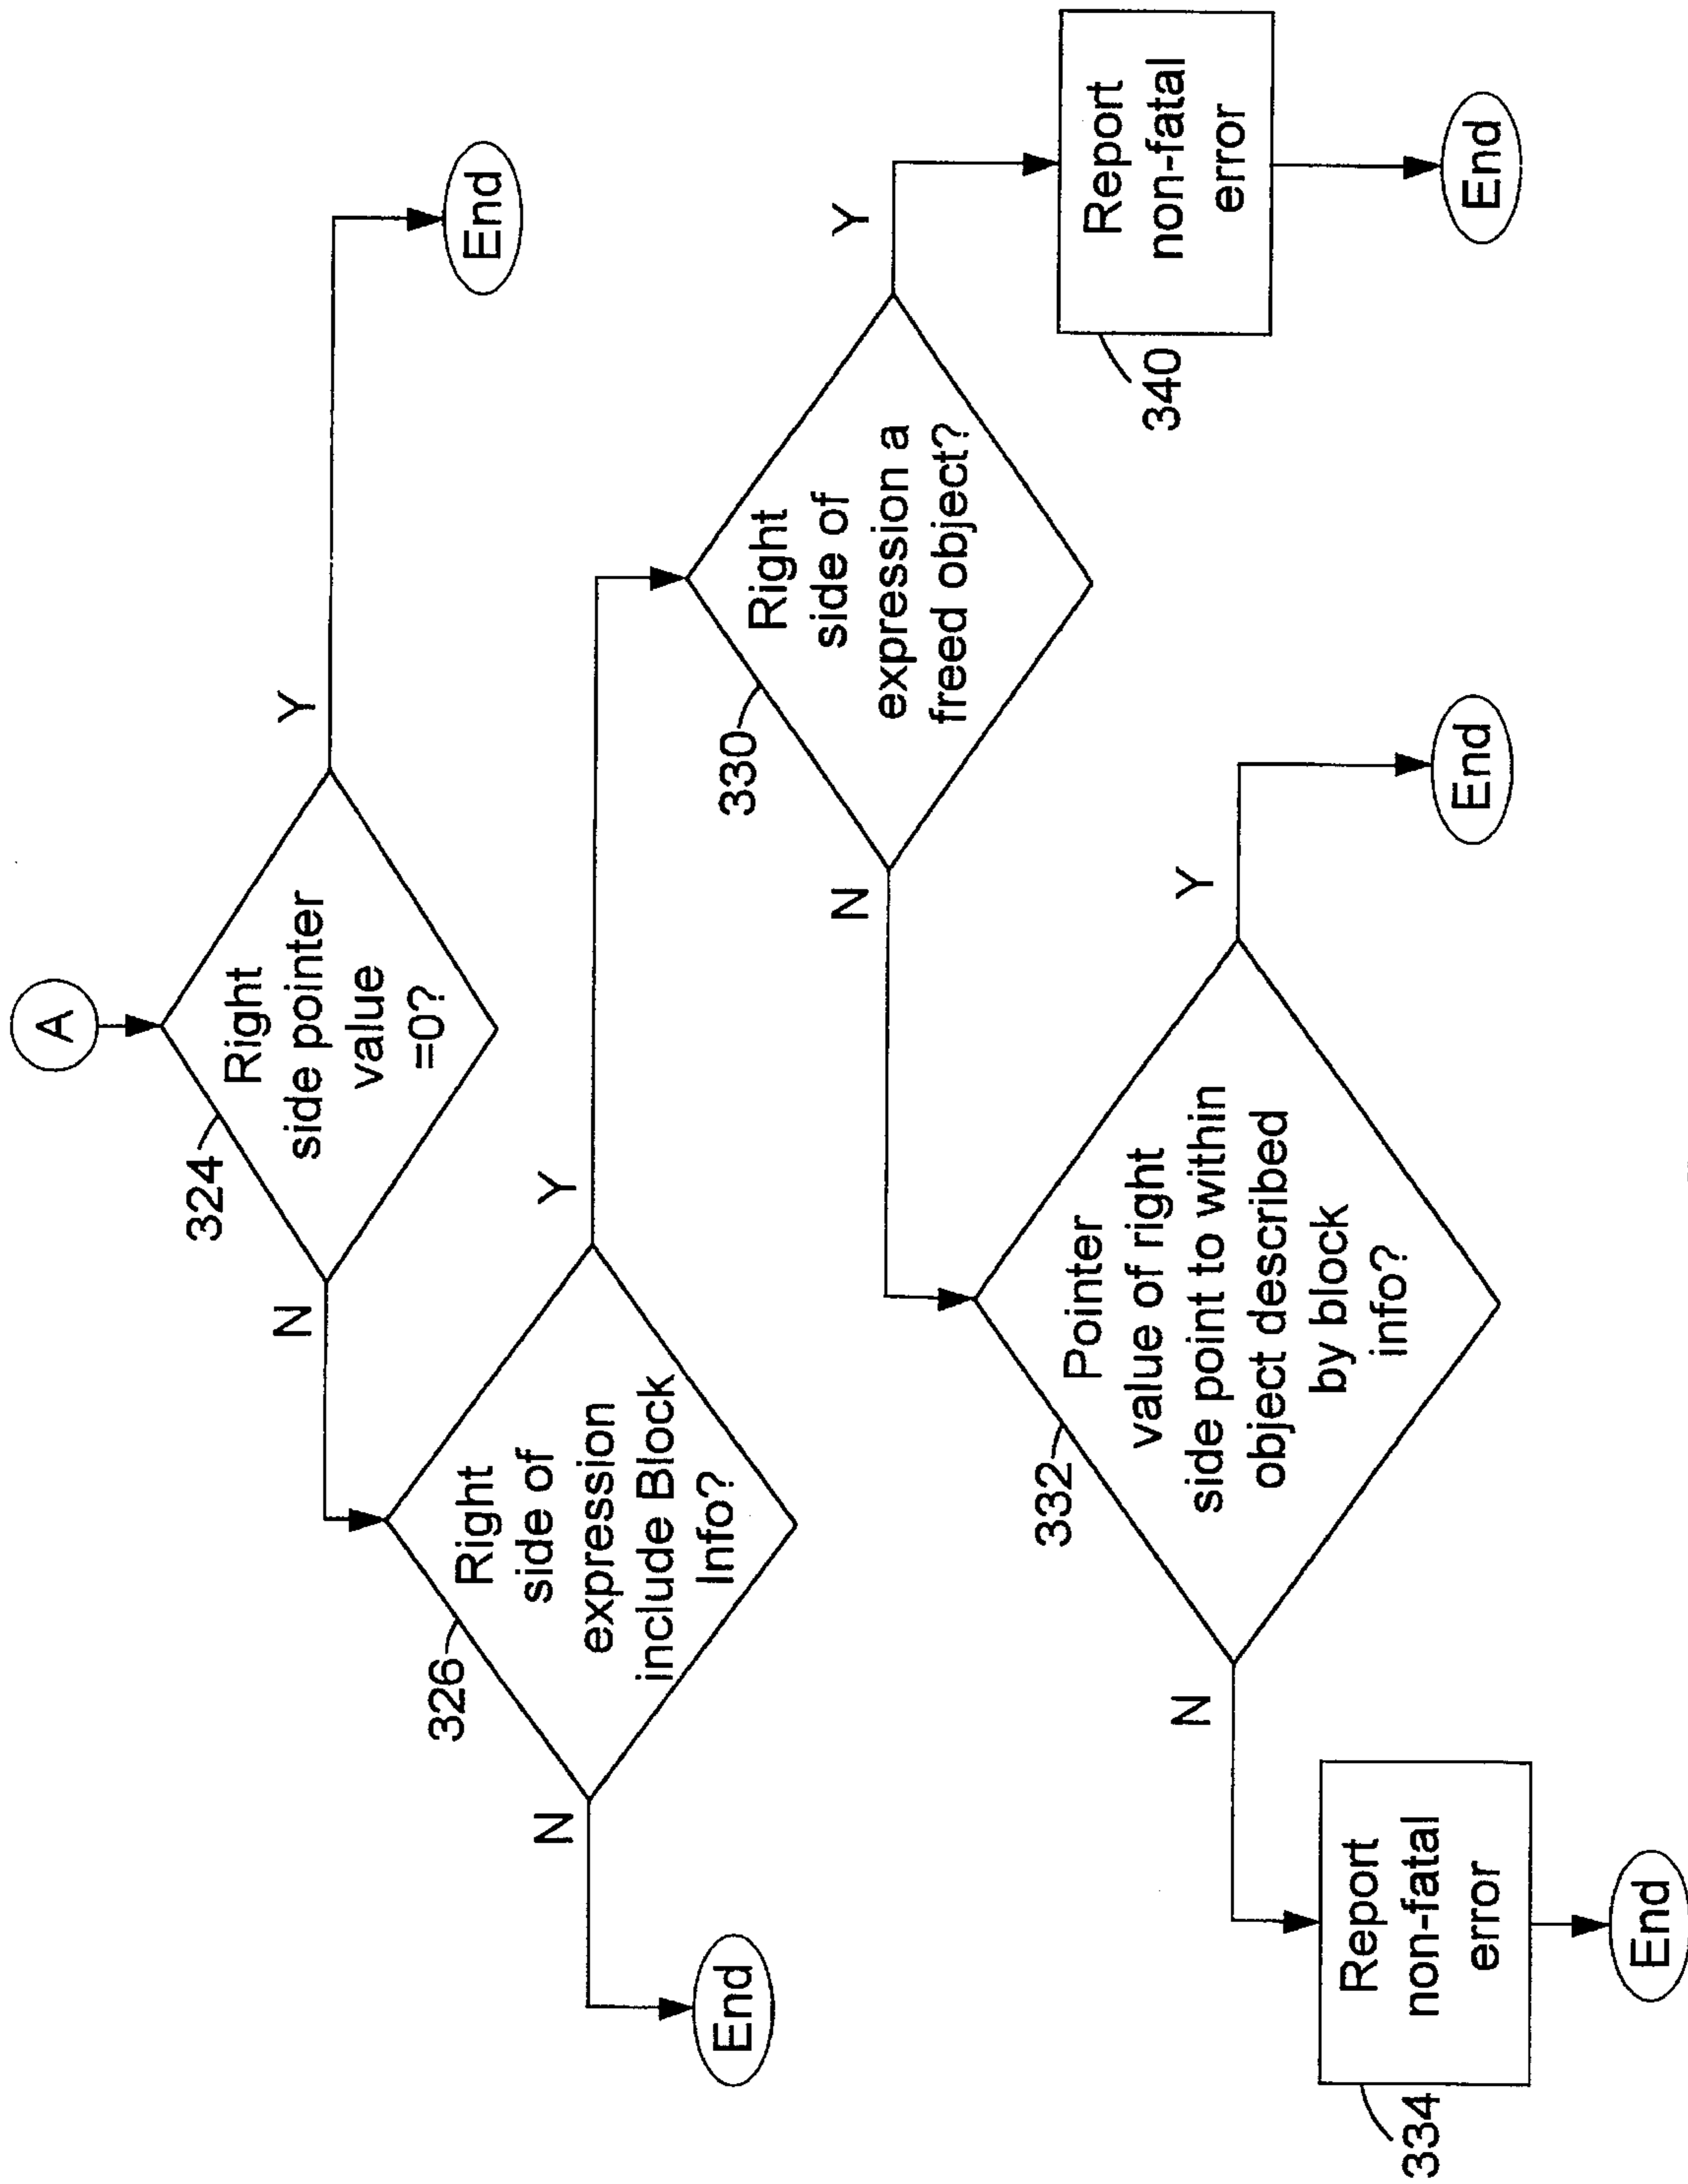 A
324
Right
side pointer
value
=0?
N
Y
End
326
Right
side of
expression
include Block
Info?
N
Y
End
330
Right
side of
expression a
freed object?
N
Y
340
Report
non-fatal
error
End
332
Pointer
value of right
side point to within
object described
by block
info?
N
Y
End
334
Report
non-fatal
error
End